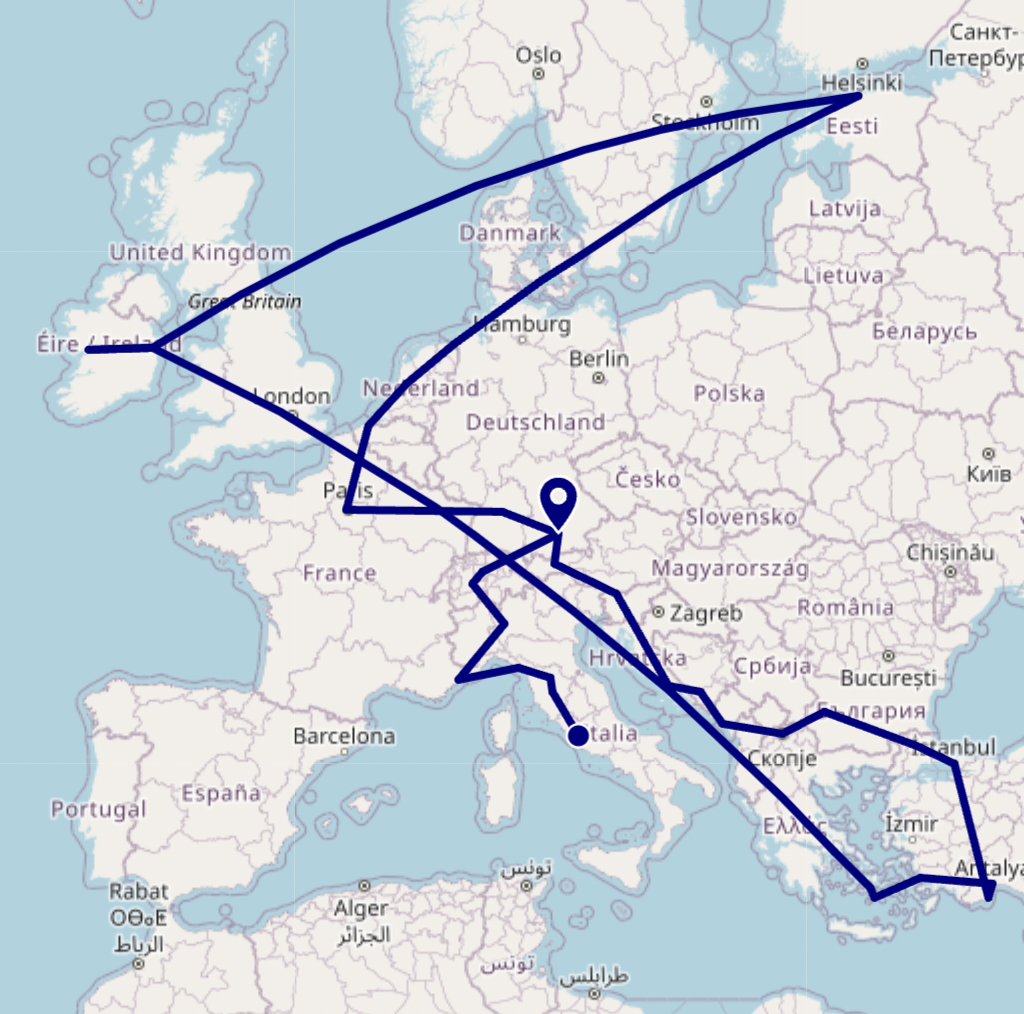 Санкт-
Петербур
Oslo
Helsinki
Stockholm
Eesti
Latvija
Danmark
United Kingdom
Lietuva
Great Britain
Hamburg
Беларусь
Éire / Ireland
Berlin
London
Nederland
Polska
Deutschland
Київ
Česko
Paris
Slovensko
Chișinău
France
Magyarország
România
Zagreb
Hrvatska
Србија
București
България
Barcelona
Italia
Istanbul
Скопје
España
Portugal
Ελλάς
İzmir
Antalya
تونس
Rabat
ⵔⴱⴰⵟ
الرباط
Alger
الجزائر
تونس
طرابلس